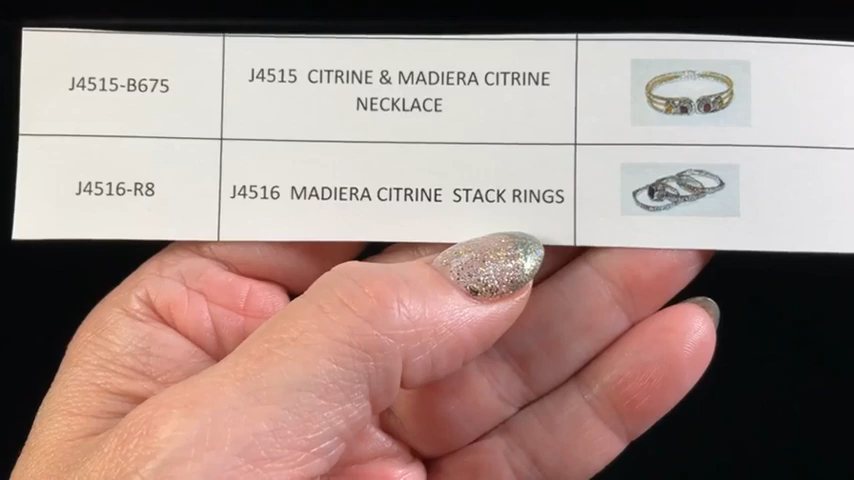 J4515-B675
J4515 CITRINE & MADIERA CITRINE
NECKLACE
J4516-R8
J4516 MADIERA CITRINE STACK RINGS